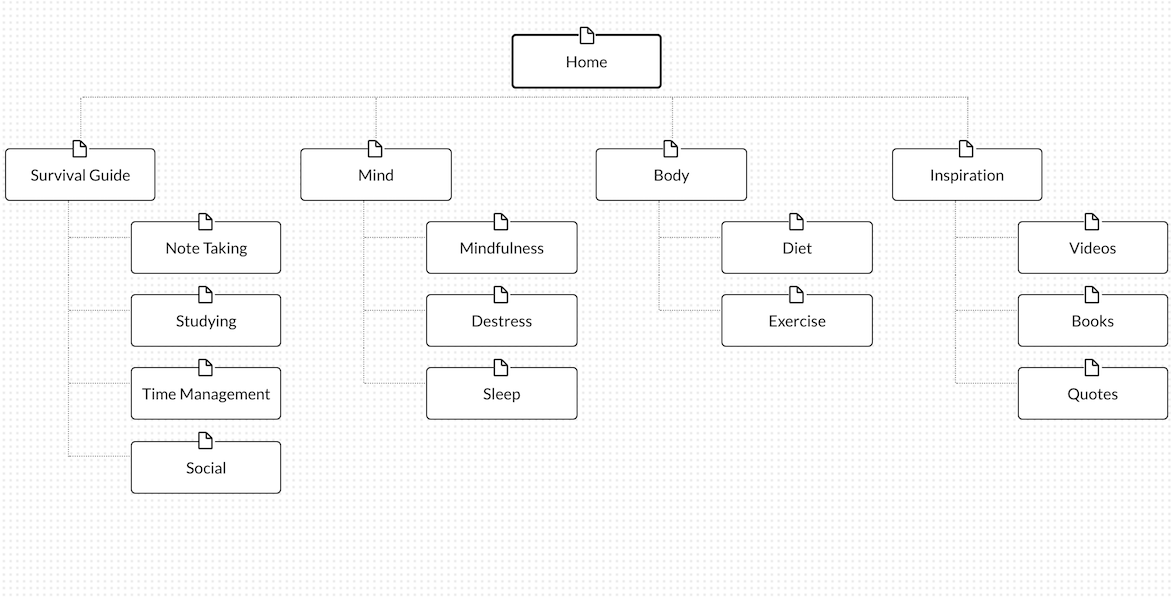 Home
Survival Guide
Mind
Body
Inspiration
Note Taking
Mindfulness
Diet
Videos
Studying
Destress
Exercise
Books
Time Management
Sleep
Quotes
Social